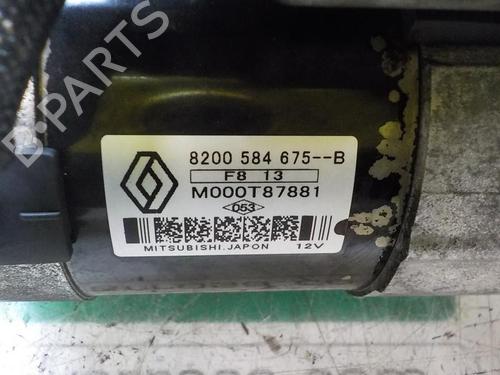 B-PARTS
8200 584 675--B
F8 13
M000T87881
053
MITSUBISHI.JAPON 12V